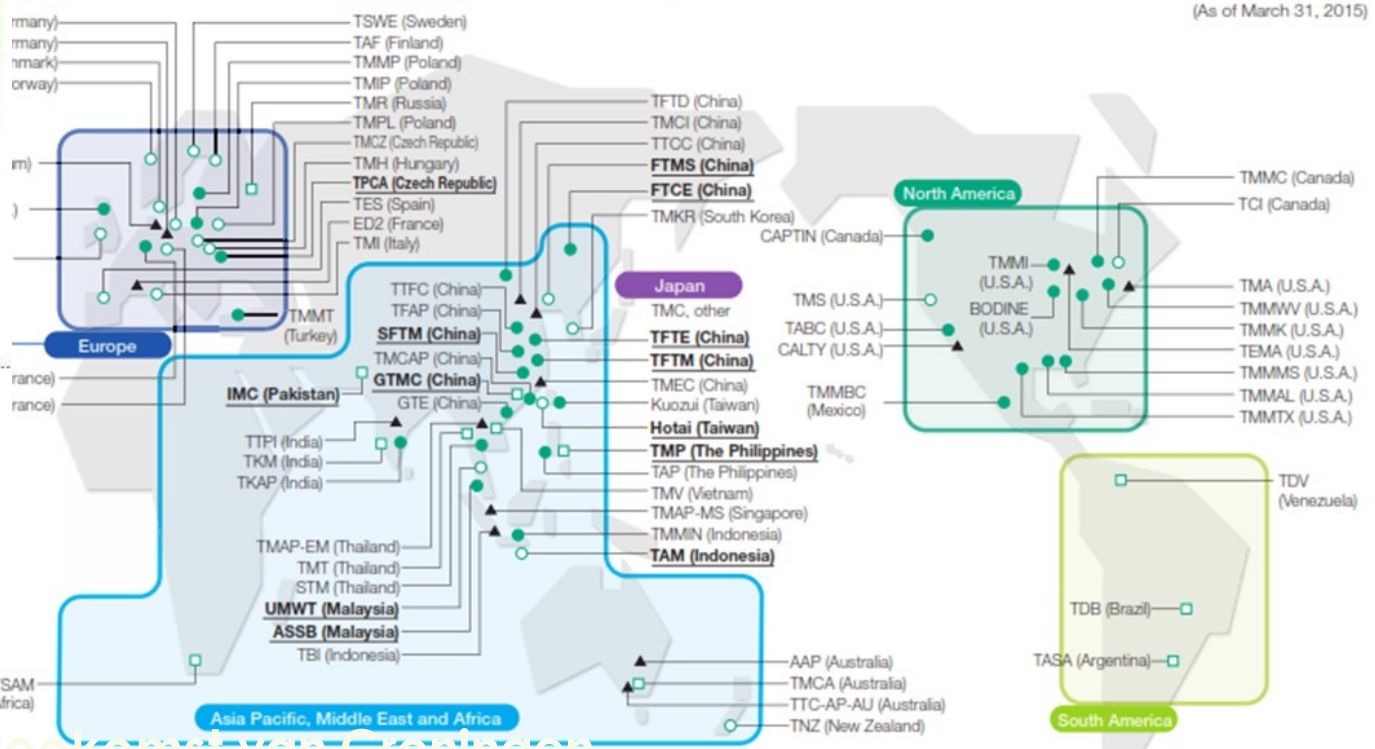 (As of March 31, 2015)
rmany)
rmany)
nmark)
orway)
TSWE (Sweden)
TAF (Finland)
TMMP (Poland)
TMIP (Poland)
TMR (Russia)
TMPL (Poland)
TMCZ (Czech Republic)
TMH (Hungary)
TPCA (Czech Republic)
TES (Spain)
ED2 (France)
TMI (Italy)
TMMT
(Turkey)
Europe
rance)
rance)
TFTD (China)
TMCI (China)
TTCC (China)
FTMS (China)
FTCE (China)
TMKR (South Korea)
Japan
TMC, other
TTFC (China)
TFAP (China)
SFTM (China)
TMCAP (China)
GTMC (China)
GTE (China)
IMC (Pakistan)
TTPI (India)
TKM (India)
TKAP (India)
TFTE (China)
TFTM (China)
TMEC (China)
Kuozui (Taiwan)
Hotai (Taiwan)
TMP (The Philippines)
TAP (The Philippines)
TMV (Vietnam)
TMAP-MS (Singapore)
TMMIN (Indonesia)
TAM (Indonesia)
TMAP-EM (Thailand)
TMT (Thailand)
STM (Thailand)
UMWT (Malaysia)
ASSB (Malaysia)
TBI (Indonesia)
SAM
frica)
AAP (Australia)
TMCA (Australia)
TTC-AP-AU (Australia)
TNZ (New Zealand)
Asia Pacific, Middle East and Africa
North America
CAPTIN (Canada)
TMMC (Canada)
TCI (Canada)
TMMI
(U.S.A.)
BODINE
(U.S.A.)
TMS (U.S.A.)
TABC (U.S.A.)
CALTY (U.S.A.)
TMMBC
(Mexico)
TMA (U.S.A.)
TMMWV (U.S.A.)
TMMK (U.S.A.)
TEMA (U.S.A.)
TMMMS (U.S.A.)
TMMAL (U.S.A.)
TMMTX (U.S.A.)
TDV
(Venezuela)
TDB (Brazil)
TASA (Argentina)
South America
van Groningen